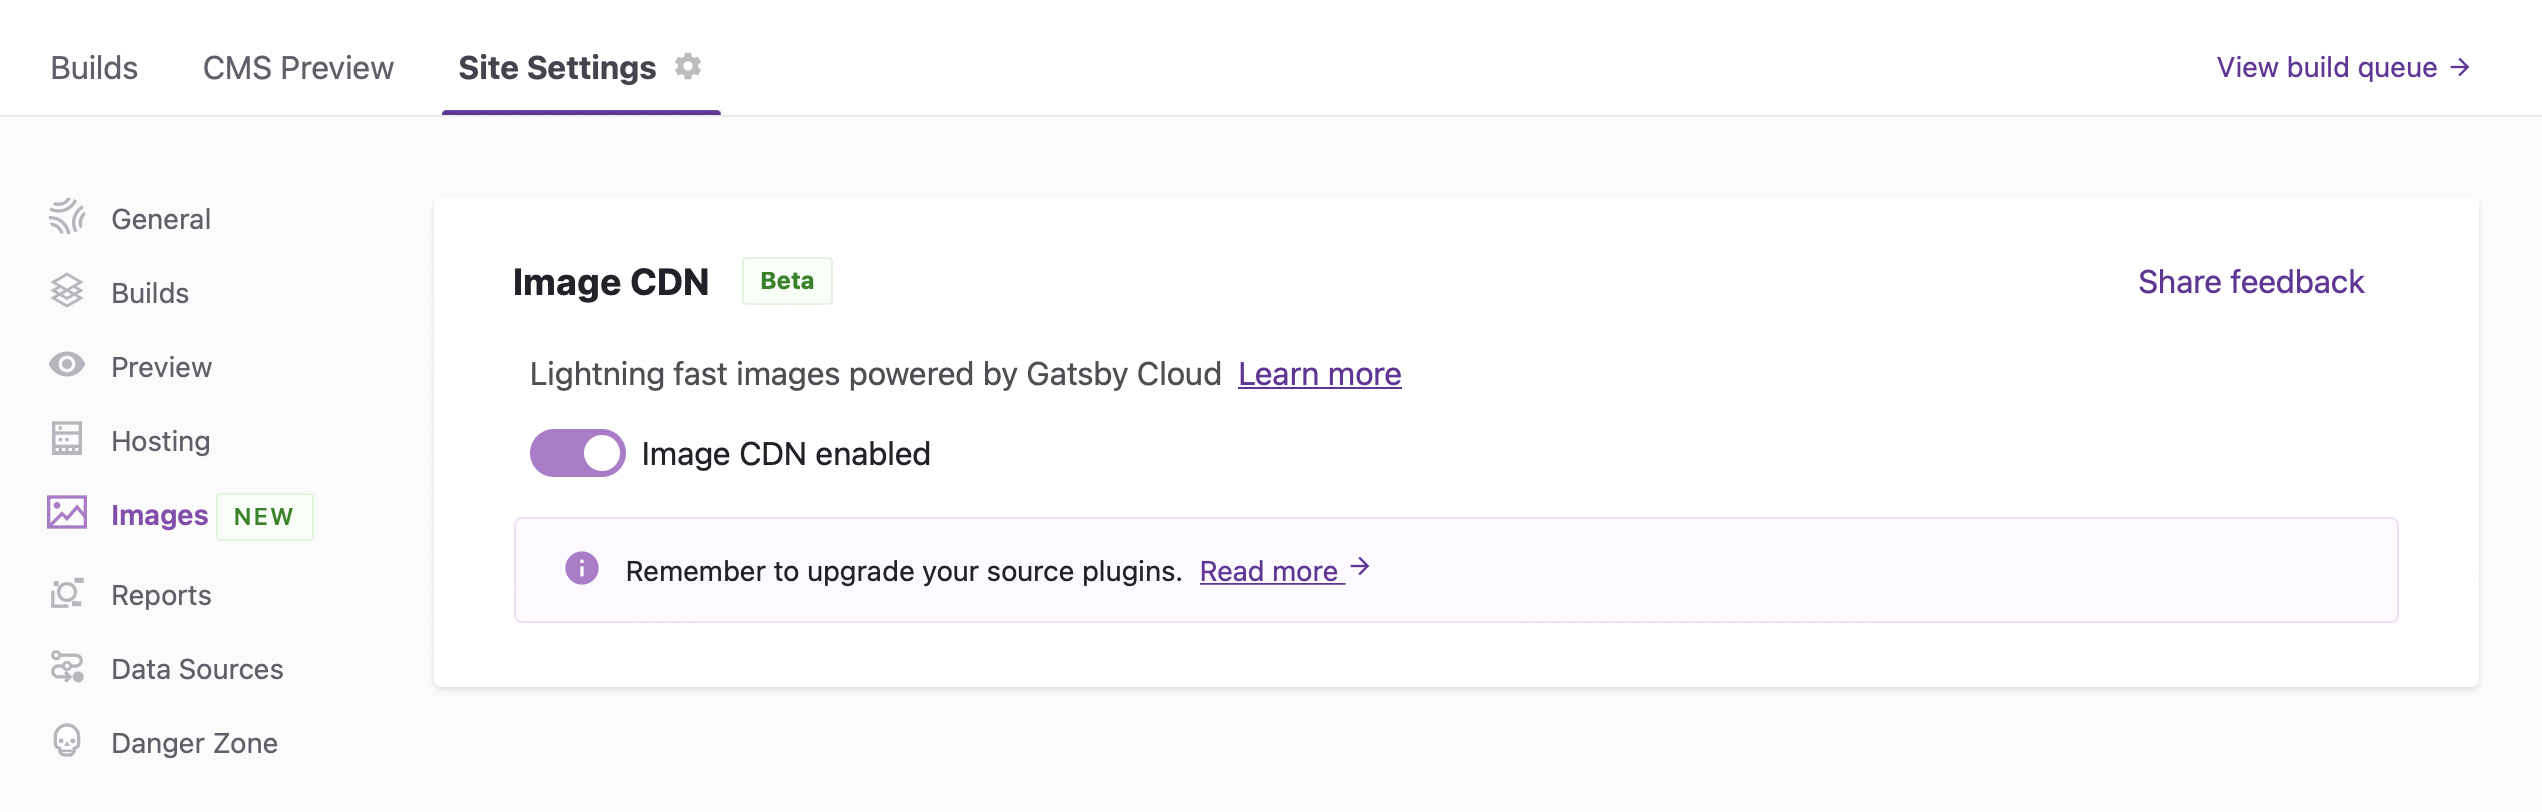 Builds CMS Preview Site Settings View build queue →
General
Builds
Preview
Hosting
Images NEW
Reports
Data Sources
Danger Zone
Image CDN Beta Share feedback
Lightning fast images powered by Gatsby Cloud Learn more
Image CDN enabled
Remember to upgrade your source plugins. Read more →